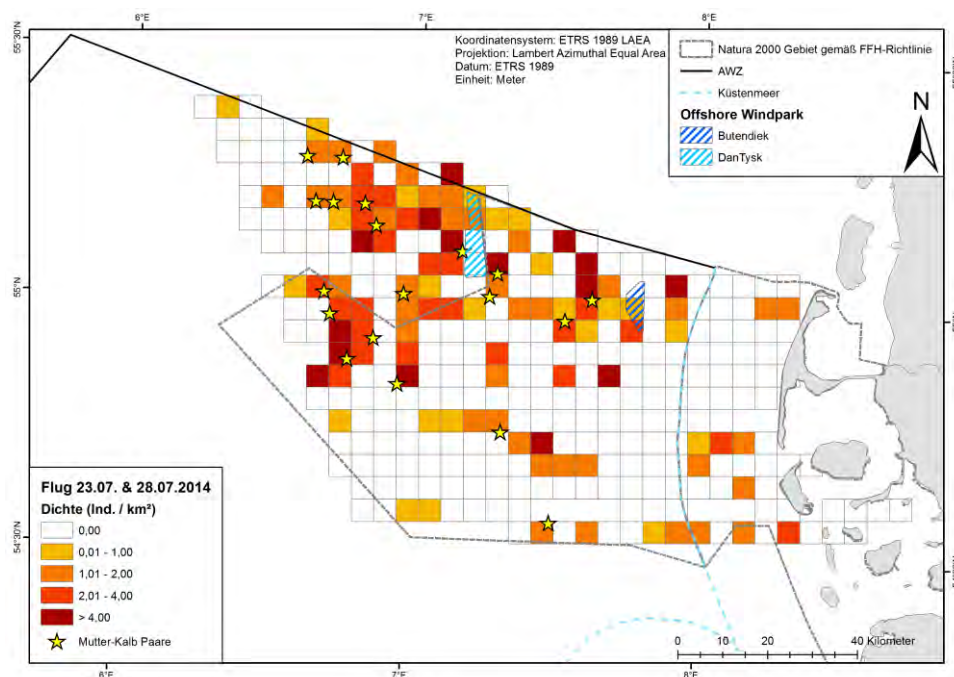 6°E
7°E
8°E
55°30'N
Koordinatensystem: ETRS 1989 LAEA
Projektion: Lambert Azimuthal Equal Area
Datum: ETRS 1989
Einheit: Meter
Natura 2000 Gebiet gemäß FFH-Richtlinie
AWZ
Küstenmeer
Offshore Windpark
Butendiek
DanTysk
N
55°N
54°30'N
Flug 23.07. & 28.07.2014
Dichte (Ind. / km²)
0,00
0,01 - 1,00
1,01 - 2,00
2,01 - 4,00
> 4,00
Mutter-Kalb Paare
0 10 20 40 Kilometer
6°E
7°E
8°E